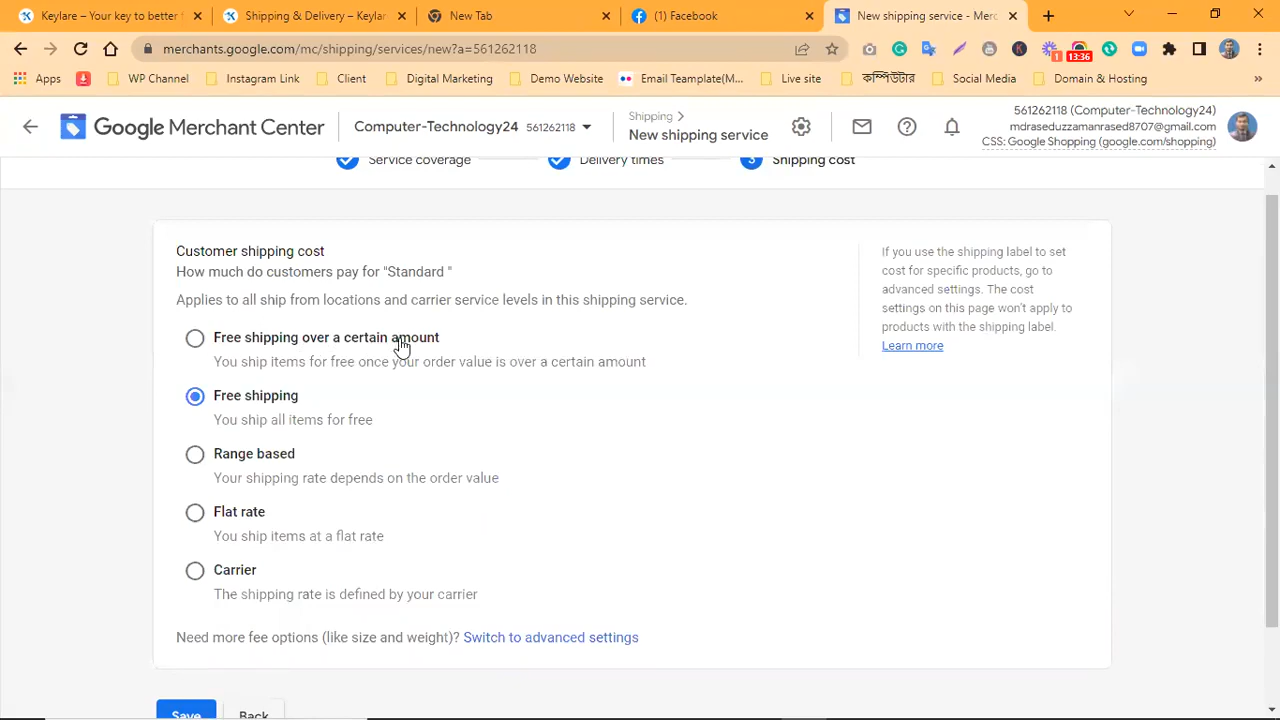 Keylare – Your key to better f
Shipping & Delivery – Keylare
New Tab
(1) Facebook
New shipping service - Merc
merchants.google.com/mc/shipping/services/new?a=561262118
1
13:36
Apps
WP Channel
Instagram Link
Client
Digital Marketing
Demo Website
Email Teamplate(M...
Live site
কম্পিউটার
Social Media
Domain & Hosting
»
Google Merchant Center
Computer-Technology24 561262118
Shipping
New shipping service
561262118 (Computer-Technology24)
mdraseduzzamanrased8707@gmail.com
CSS: Google Shopping (google.com/shopping)
Service coverage
Delivery times
3 Shipping cost
Customer shipping cost
How much do customers pay for "Standard "
Applies to all ship from locations and carrier service levels in this shipping service.
Free shipping over a certain amount
You ship items for free once your order value is over a certain amount
Free shipping
You ship all items for free
Range based
Your shipping rate depends on the order value
Flat rate
You ship items at a flat rate
Carrier
The shipping rate is defined by your carrier
Need more fee options (like size and weight)? Switch to advanced settings
If you use the shipping label to set
cost for specific products, go to
advanced settings. The cost
settings on this page won't apply to
products with the shipping label.
Learn more
Save
Back